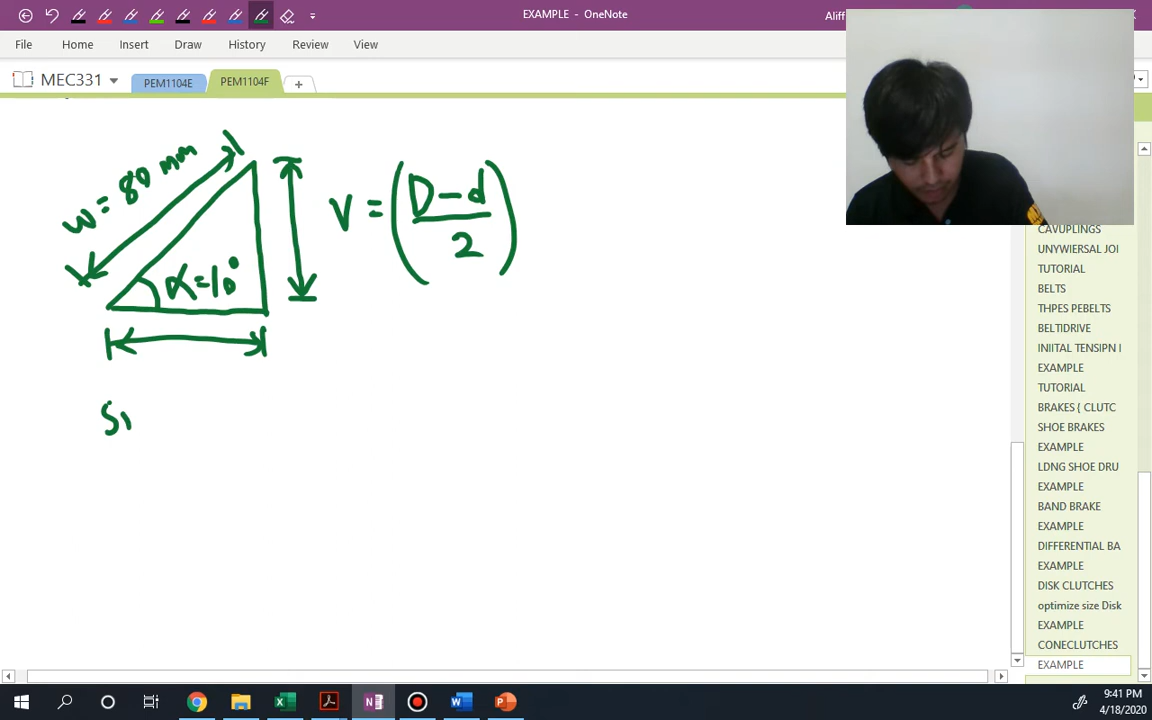 EXAMPLE - OneNote
Aliff
File Home Insert Draw History Review View
MEC331
PEM1104E
PEM1104F
w = 80 mm
α=10°
V = (D-d/2)
CAVUPLINGS
UNYWIERSAL JOI
TUTORIAL
BELTS
THPES PEBELTS
BELTIDRIVE
INIITAL TENSIPN I
EXAMPLE
TUTORIAL
BRAKES { CLUTC
SHOE BRAKES
EXAMPLE
LDNG SHOE DRU
EXAMPLE
BAND BRAKE
EXAMPLE
DIFFERENTIAL BA
EXAMPLE
DISK CLUTCHES
optimize size Disk
EXAMPLE
CONECLUTCHES
EXAMPLE
9:41 PM
4/18/2020